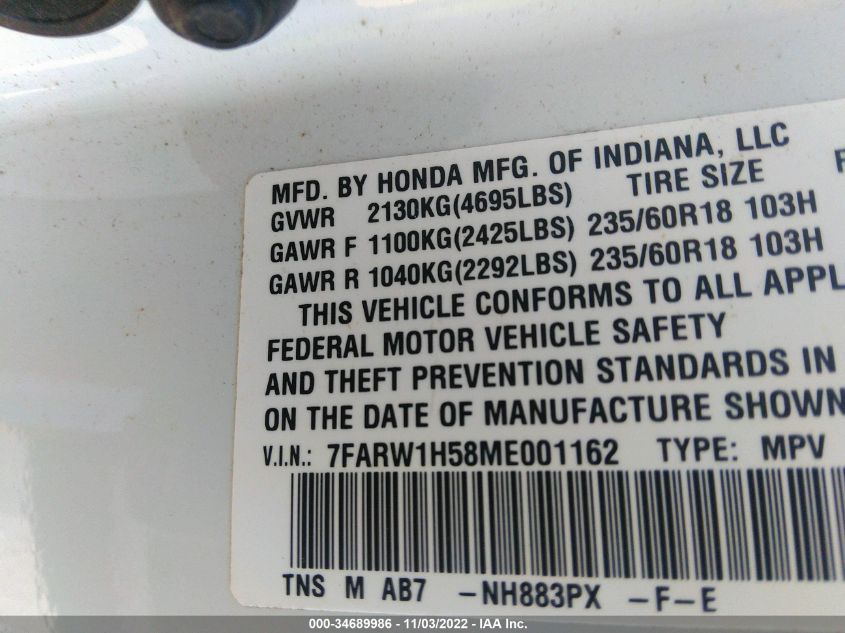 MFD. BY HONDA MFG. OF INDIANA, LLC
GVWR 2130KG(4695LBS) TIRE SIZE
GAWR F 1100KG(2425LBS) 235/60R18 103H
GAWR R 1040KG(2292LBS) 235/60R18 103H
THIS VEHICLE CONFORMS TO ALL APPL
FEDERAL MOTOR VEHICLE SAFETY
AND THEFT PREVENTION STANDARDS IN
ON THE DATE OF MANUFACTURE SHOWN
V.I.N.: 7FARW1H58ME001162 TYPE: MPV
TNS M AB7 -NH883PX -F-E
000-34689986 - 11/03/2022 - IAA Inc.